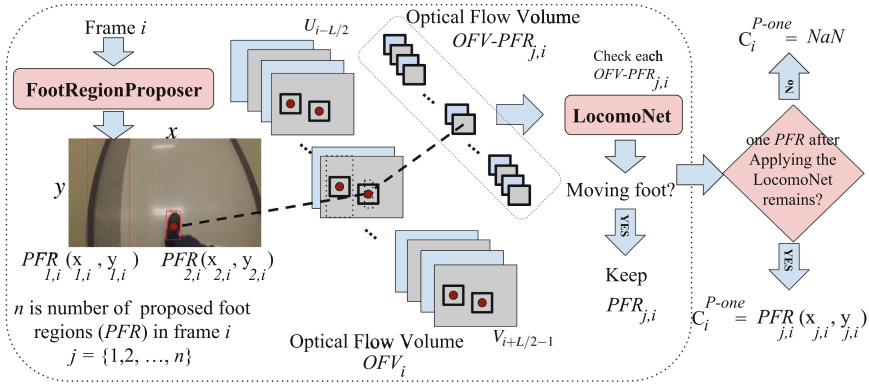 Frame i
FootRegionProposer
x
y
PFR1,i (x1,i, y1,i)
PFR2,i (x2,i, y2,i)
n is number of proposed foot
regions (PFR) in frame i
j = {1,2, ..., n}
Ui−L/2
Optical Flow Volume
OFVi
Vi+L/2−1
Optical Flow Volume
OFV-PFRj,i
Check each
OFV-PFRj,i
LocomoNet
Moving foot?
YES
Keep
PFRj,i
one PFR after
Applying the
LocomoNet
remains?
NO
CiP-one = NaN
YES
CiP-one = PFRj,i (xj,i, yj,i)